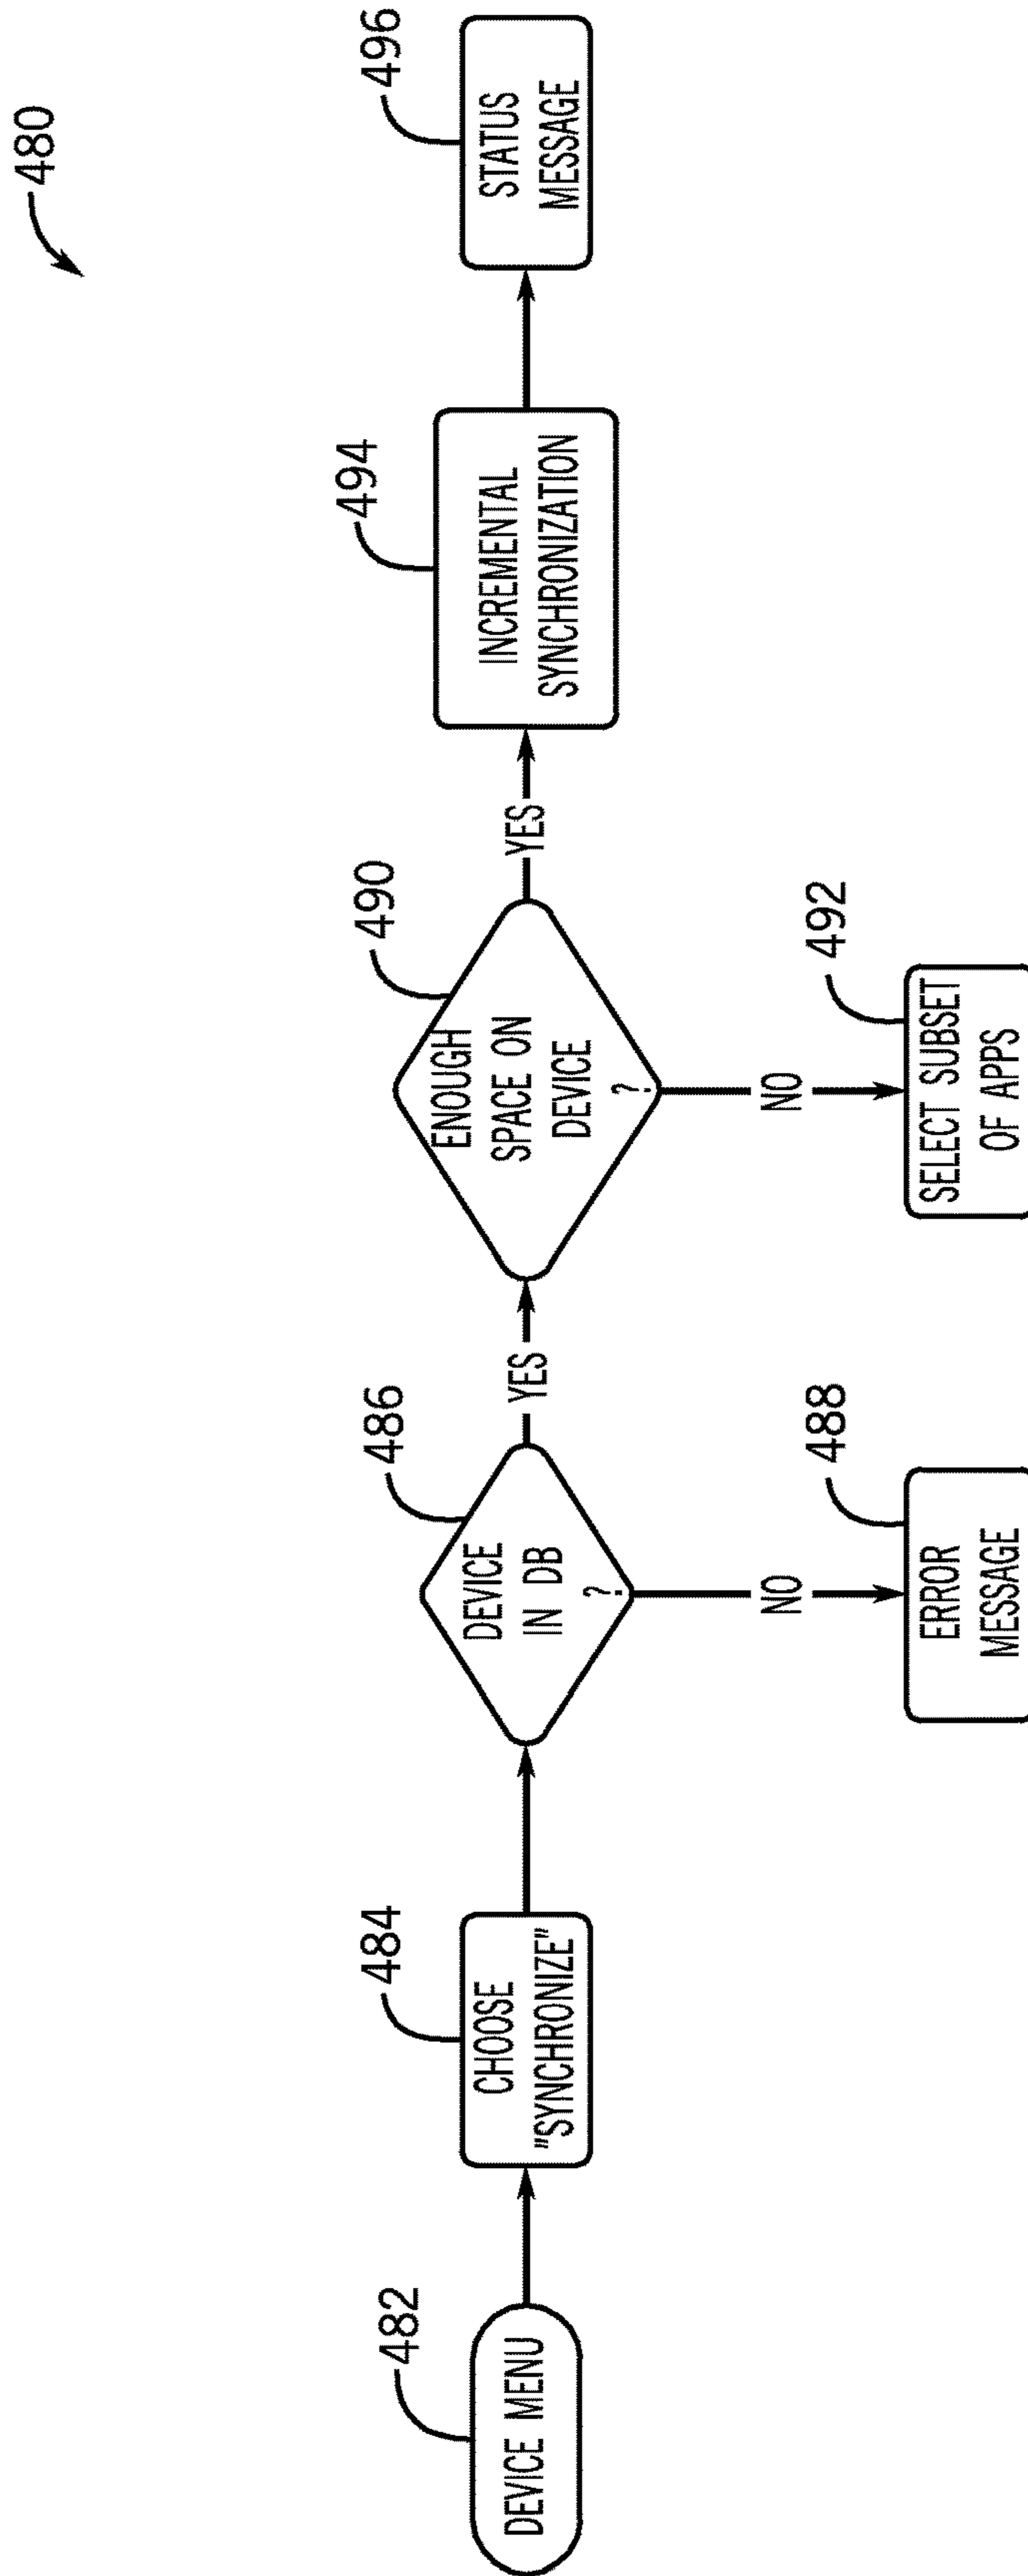 480
482
DEVICE MENU
484
CHOOSE
"SYNCHRONIZE"
486
DEVICE
IN DB
?
YES
NO
488
ERROR
MESSAGE
490
ENOUGH
SPACE ON
DEVICE
?
YES
NO
492
SELECT SUBSET
OF APPS
494
INCREMENTAL
SYNCHRONIZATION
496
STATUS
MESSAGE